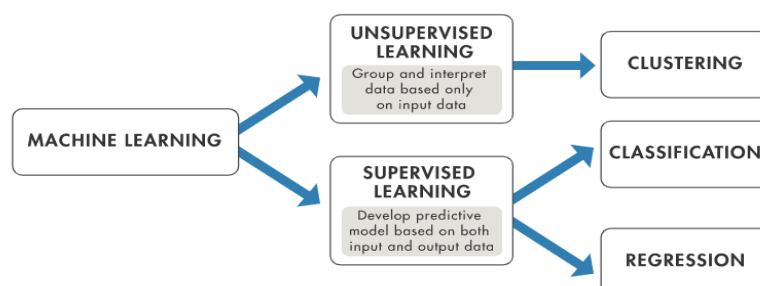 MACHINE LEARNING
UNSUPERVISED
LEARNING
Group and interpret
data based only
on input data
CLUSTERING
SUPERVISED
LEARNING
Develop predictive
model based on both
input and output data
CLASSIFICATION
REGRESSION